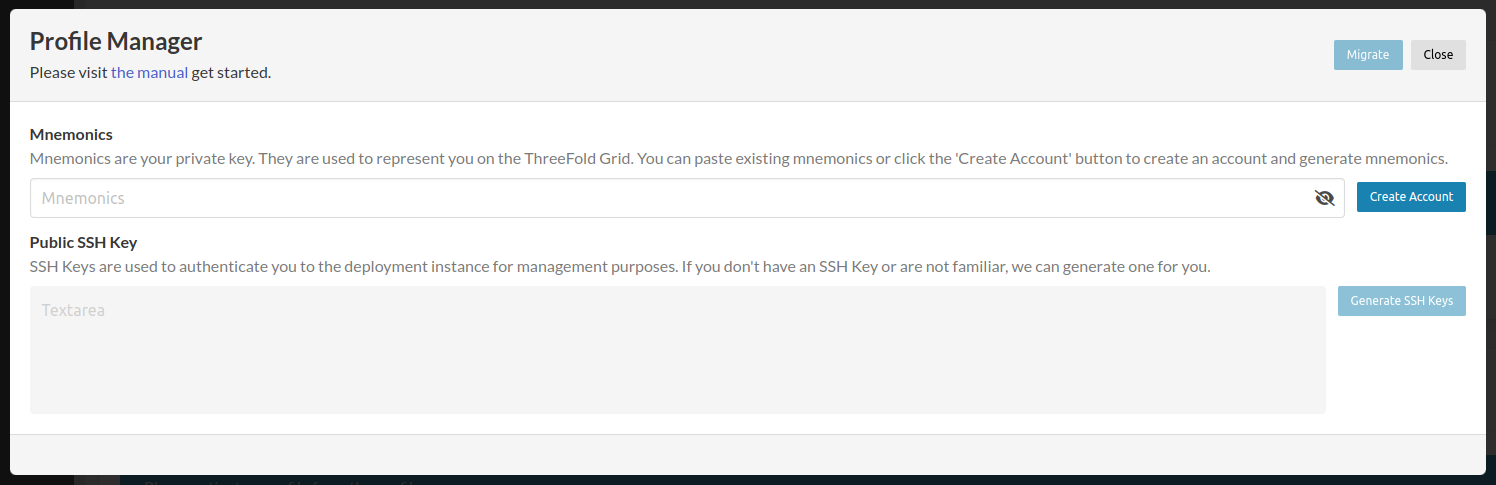 Profile Manager
Please visit the manual get started.
Migrate
Close
Mnemonics
Mnemonics are your private key. They are used to represent you on the ThreeFold Grid. You can paste existing mnemonics or click the 'Create Account' button to create an account and generate mnemonics.
Mnemonics
Create Account
Public SSH Key
SSH Keys are used to authenticate you to the deployment instance for management purposes. If you don't have an SSH Key or are not familiar, we can generate one for you.
Textarea
Generate SSH Keys